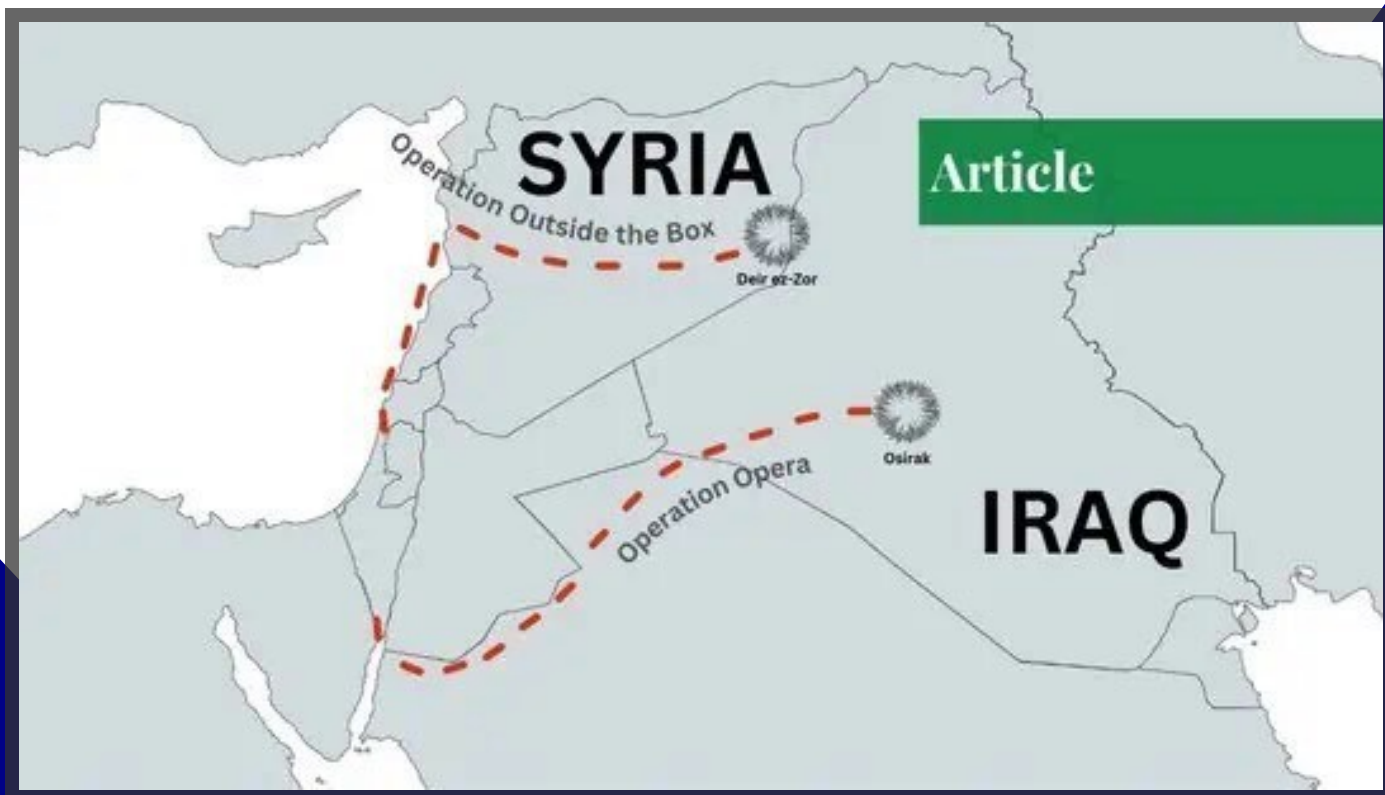 SYRIA
Article
Operation Outside the Box
Deir ez-Zor
Osirak
Operation Opera
IRAQ